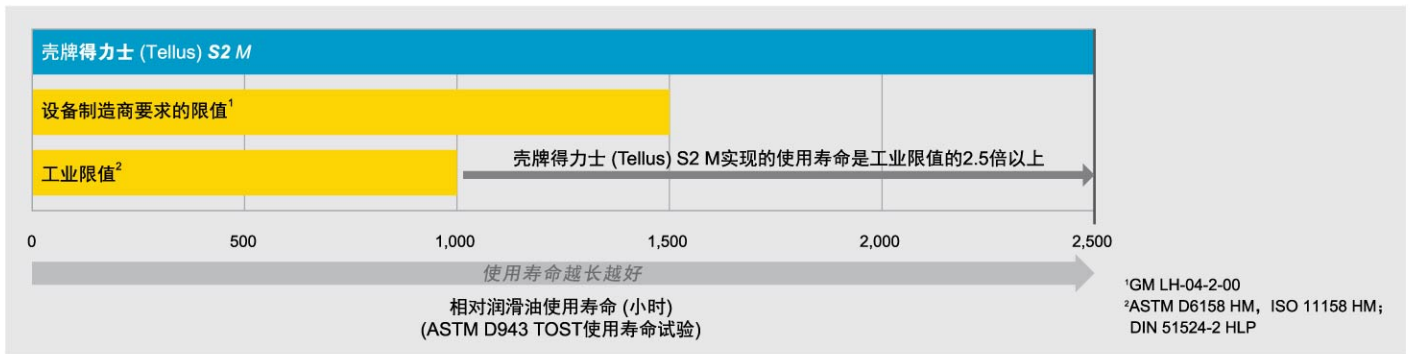 壳牌得力士 (Tellus) S2 M
设备制造商要求的限值¹
工业限值²
壳牌得力士 (Tellus) S2 M实现的使用寿命是工业限值的2.5倍以上
0 500 1,000 1,500 2,000 2,500
使用寿命越长越好
相对润滑油使用寿命 (小时)
(ASTM D943 TOST使用寿命试验)
¹GM LH-04-2-00
²ASTM D6158 HM，ISO 11158 HM；
DIN 51524-2 HLP